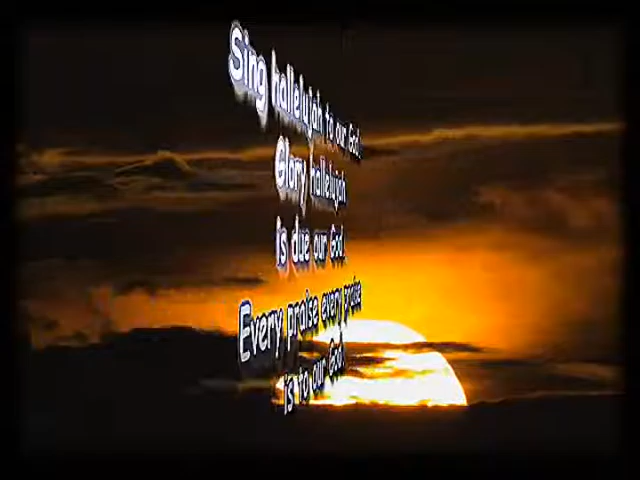 Sing hallelujah to our God
Glory hallelujah
is due our God
Every praise every praise
is to our God